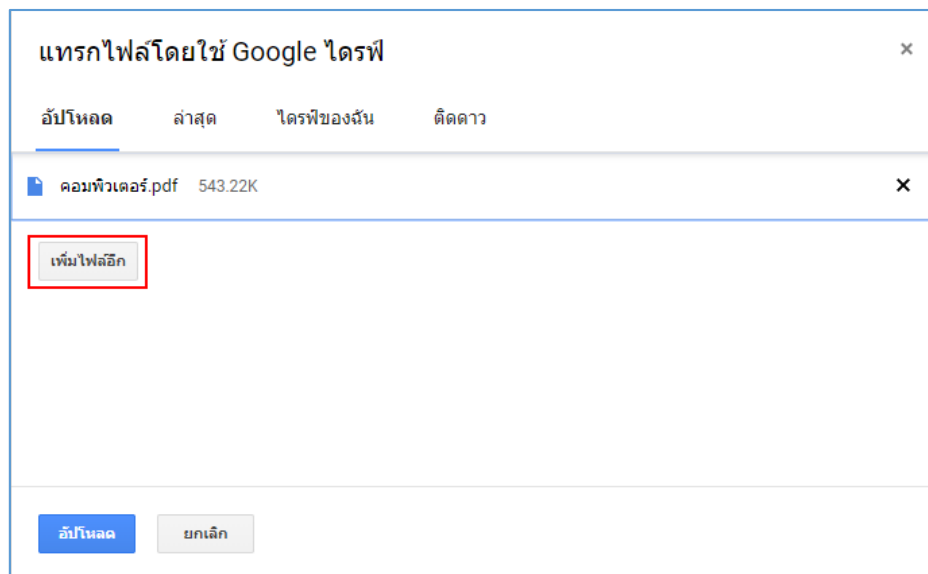 แทรกไฟล์โดยใช้ Google ไดรฟ์
อัปโหลด ล่าสุด ไดรฟ์ของฉัน ติดดาว
คอมพิวเตอร์.pdf 543.22K
เพิ่มไฟล์อีก
อัปโหลด ยกเลิก